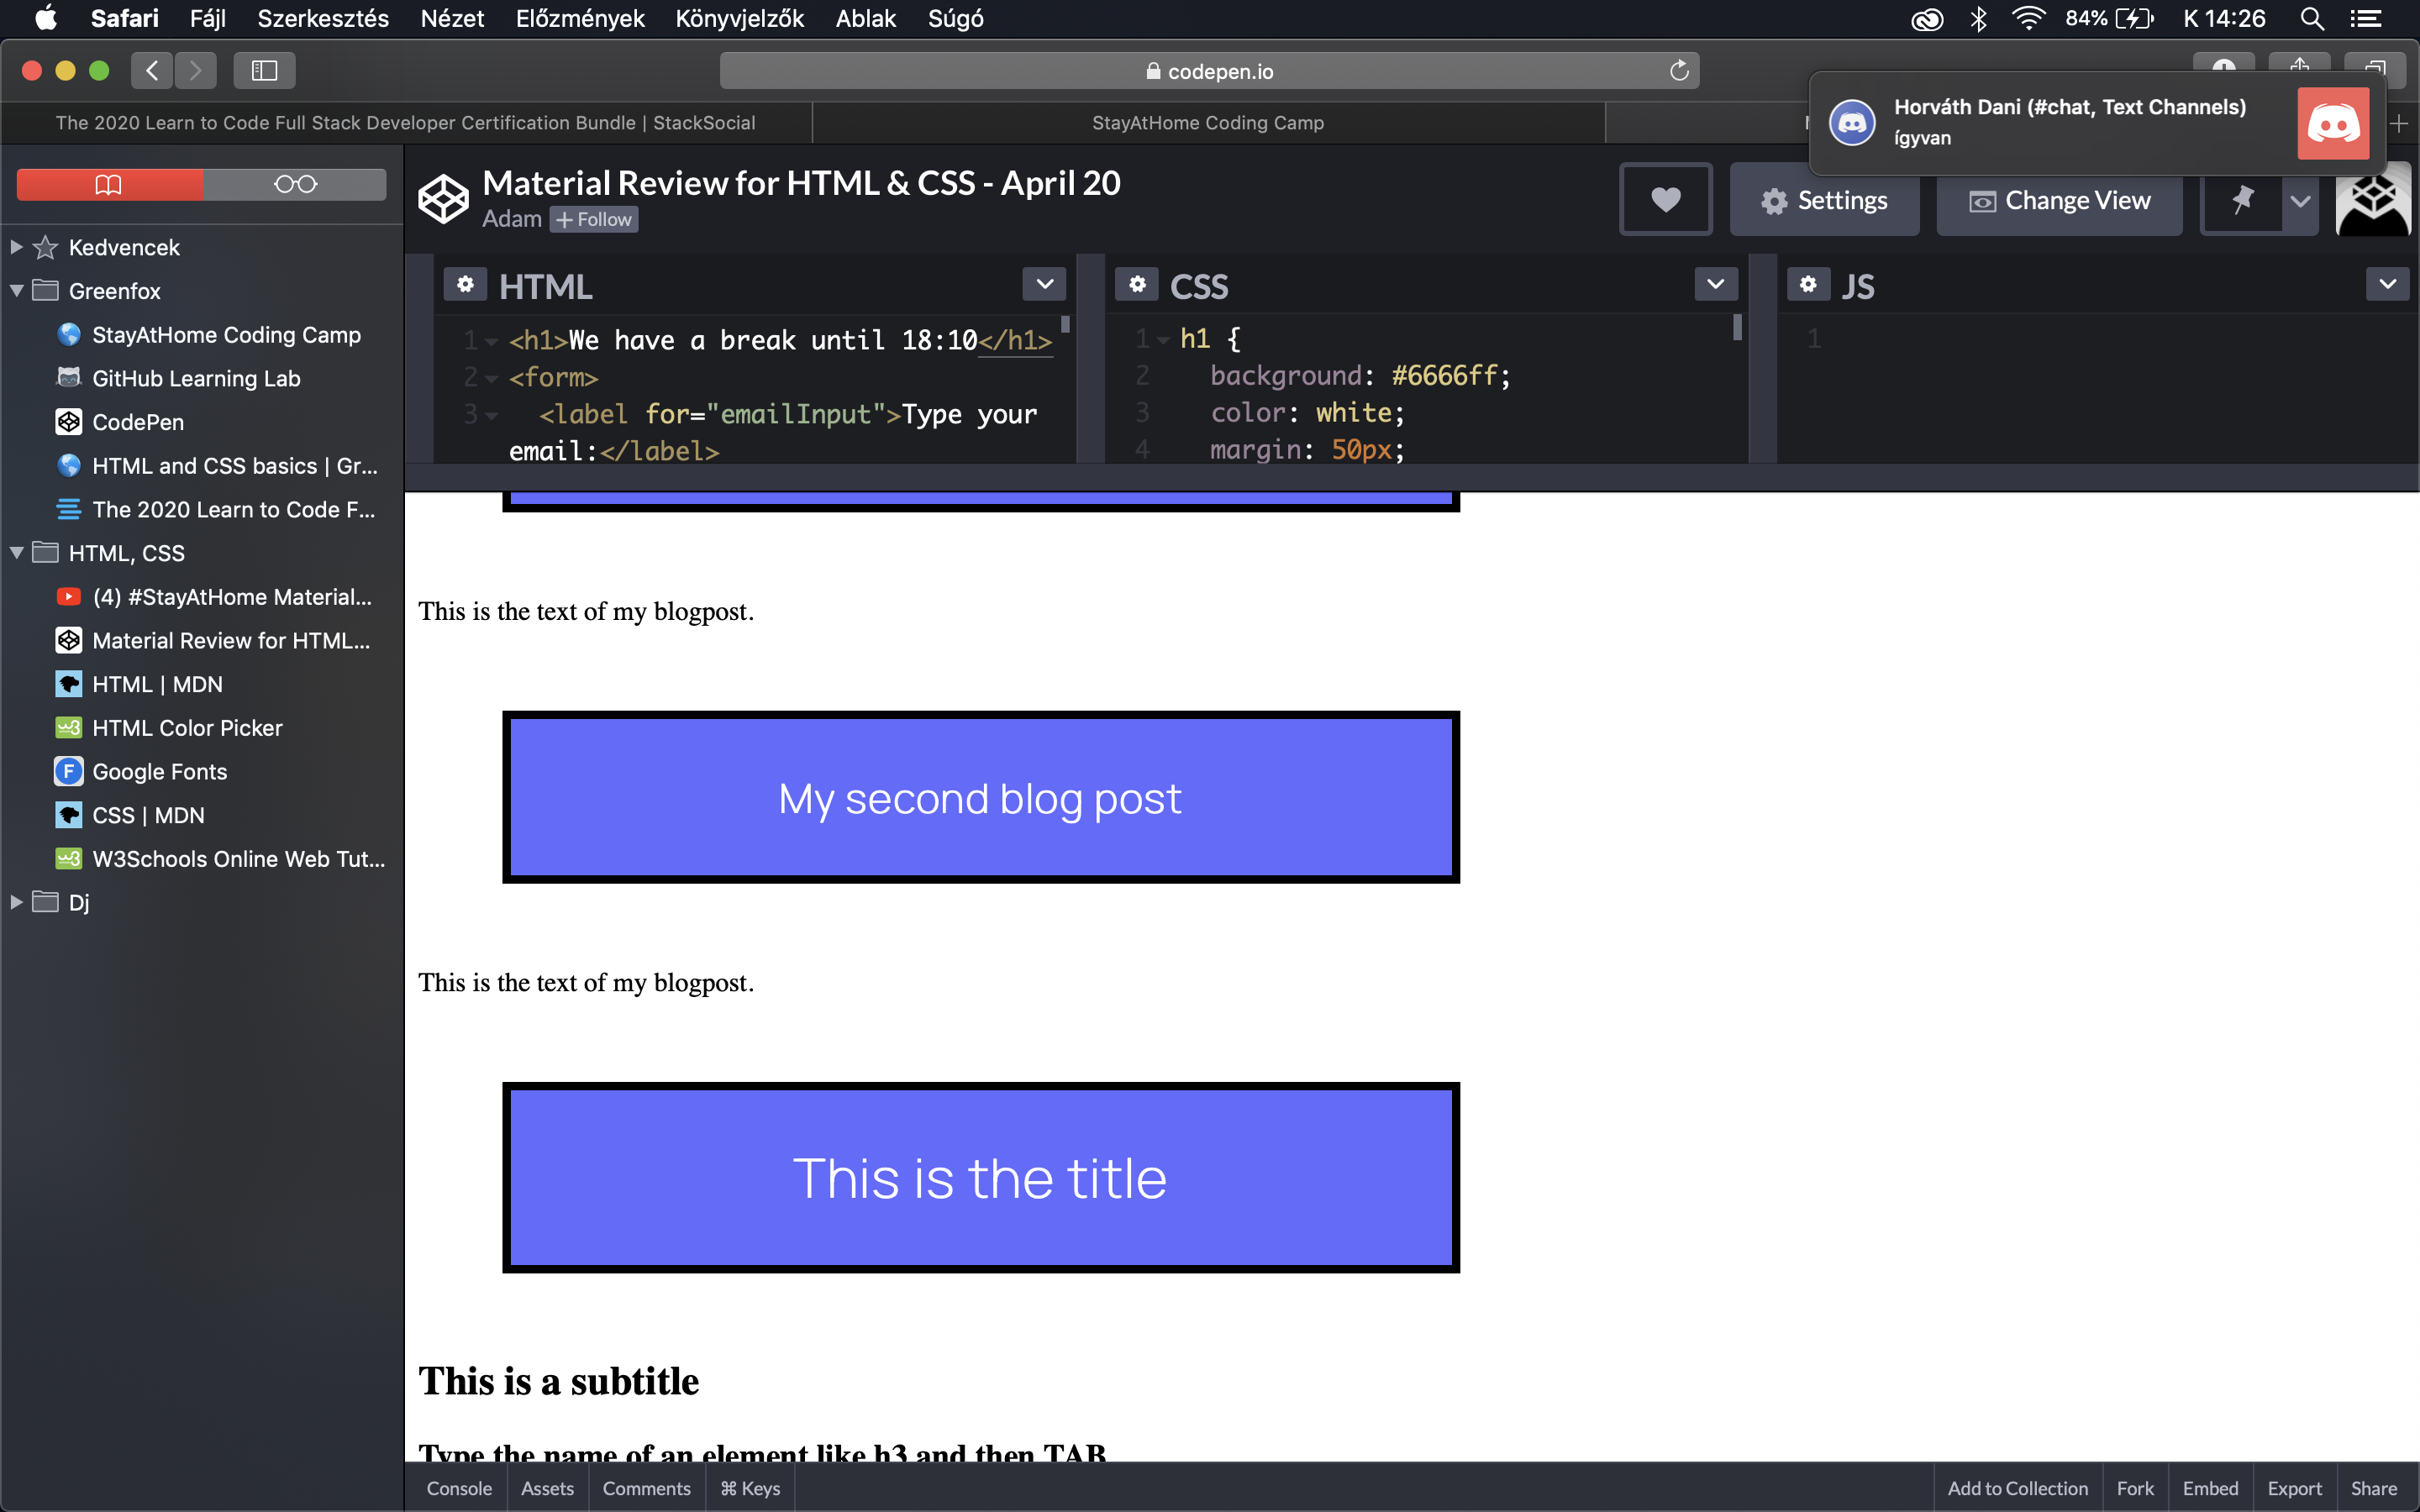 Safari Fájl Szerkesztés Nézet Előzmények Könyvjelzők Ablak Súgó 84% K 14:26
codepen.io
The 2020 Learn to Code Full Stack Developer Certification Bundle | StackSocial
StayAtHome Coding Camp
Horváth Dani (#chat, Text Channels)
ígyvan
Kedvencek
Greenfox
StayAtHome Coding Camp
GitHub Learning Lab
CodePen
HTML and CSS basics | Gr...
The 2020 Learn to Code F...
HTML, CSS
(4) #StayAtHome Material...
Material Review for HTML...
HTML | MDN
HTML Color Picker
Google Fonts
CSS | MDN
W3Schools Online Web Tut...
Dj
Material Review for HTML & CSS - April 20
Adam + Follow
Settings
Change View
HTML
1 <h1>We have a break until 18:10</h1>
2 <form>
3 <label for="emailInput">Type your
email:</label>
CSS
1 h1 {
2 background: #6666ff;
3 color: white;
4 margin: 50px;
JS
1
This is the text of my blogpost.
My second blog post
This is the text of my blogpost.
This is the title
This is a subtitle
Type the name of an element like h3 and then TAB
Console Assets Comments ⌘ Keys
Add to Collection Fork Embed Export Share